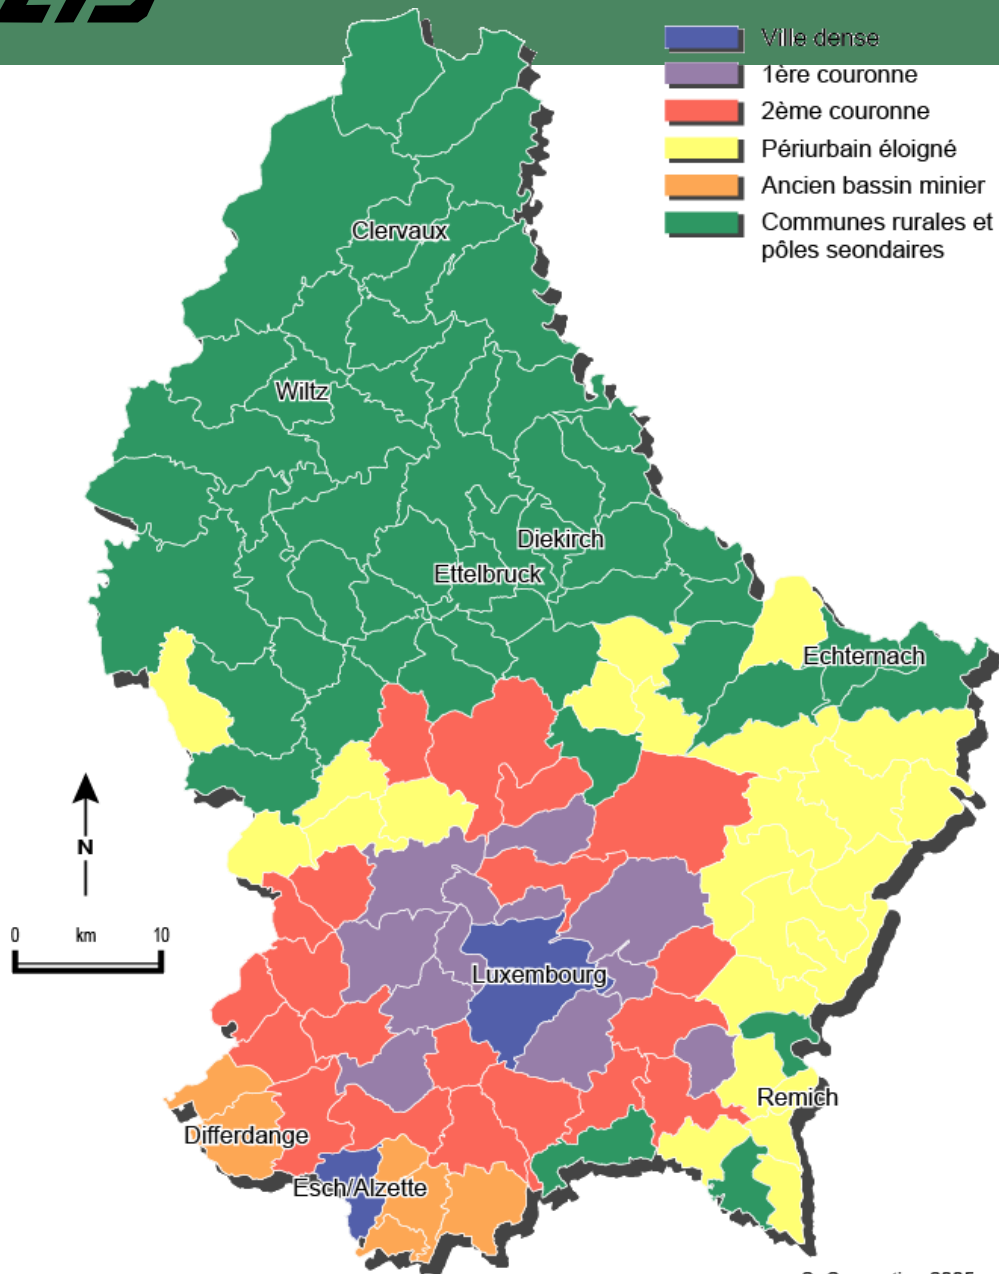 Ville dense
1ère couronne
2ème couronne
Périurbain éloigné
Ancien bassin minier
Communes rurales et
pôles seondaires
Clervaux
Wiltz
Diekirch
Ettelbruck
Echternach
N
0 km 10
Luxembourg
Remich
Differdange
Esch/Alzette